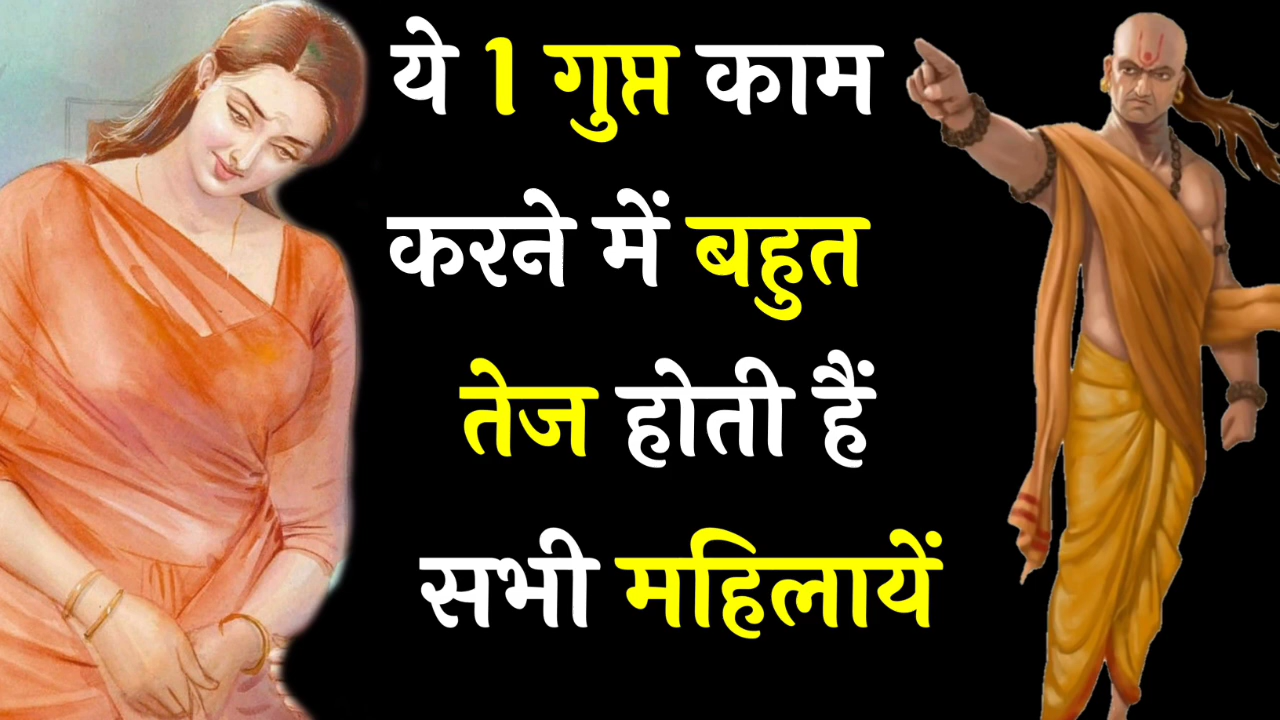 ये 1 गुप्त काम
करने में बहुत
तेज होती हैं
सभी महिलायें